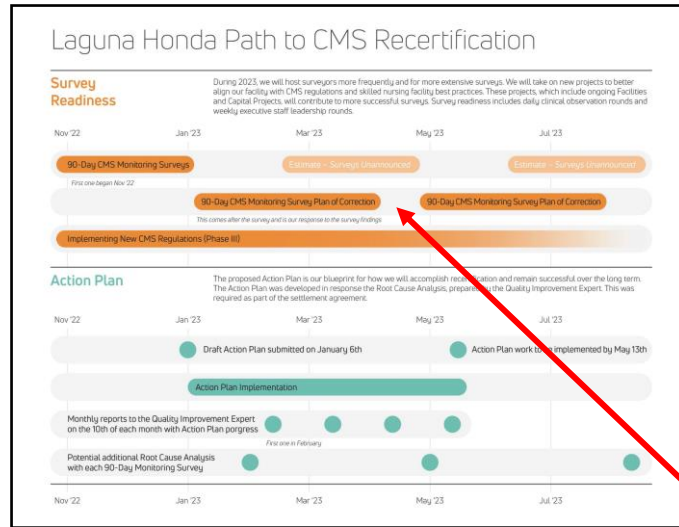 Laguna Honda Path to CMS Recertification
Survey
Readiness
During 2023, we will host surveyors more frequently and for more extensive surveys. We will take on new projects to better
align our facility with CMS regulations and skilled nursing facility best practices. These projects, which include ongoing Facilities
and Capital Projects, will contribute to more successful surveys. Survey readiness includes daily clinical observation rounds and
weekly executive staff leadership rounds.
Nov '22 Jan '23 Mar '23 May '23 Jul '23
90-Day CMS Monitoring Surveys Estimate – Surveys Unannounced Estimate – Surveys Unannounced
First one began Nov '22
90-Day CMS Monitoring Survey Plan of Correction 90-Day CMS Monitoring Survey Plan of Correction
This comes after the survey and is our response to the survey findings
Implementing New CMS Regulations (Phase III)
Action Plan
The proposed Action Plan is our blueprint for how we will accomplish recertification and remain successful over the long term.
The Action Plan was developed in response the Root Cause Analysis, prepared by the Quality Improvement Expert. This was
required as part of the settlement agreement.
Nov '22 Jan '23 Mar '23 May '23 Jul '23
Draft Action Plan submitted on January 6th Action Plan work to be implemented by May 13th
Action Plan Implementation
Monthly reports to the Quality Improvement Expert
on the 10th of each month with Action Plan porgress
First one in February
Potential additional Root Cause Analysis
with each 90-Day Monitoring Survey
Nov '22 Jan '23 Mar '23 May '23 Jul '23